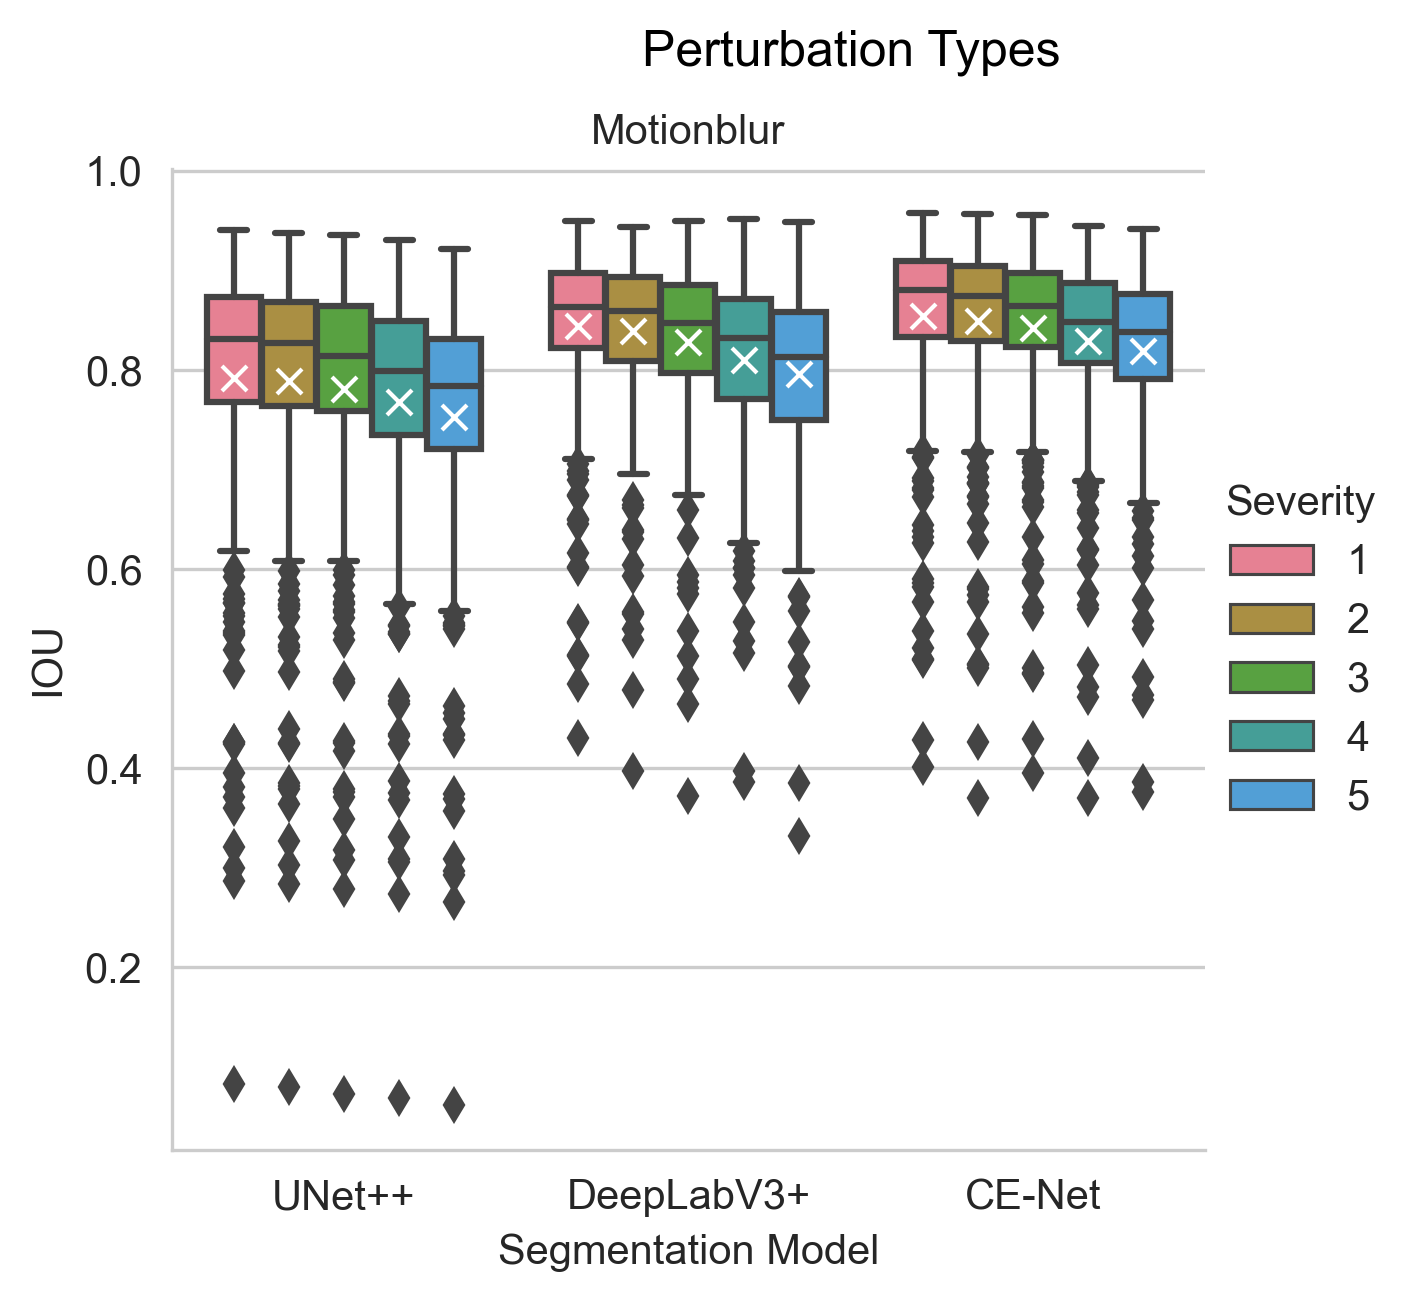 Perturbation Types
Motionblur
1.0
0.8
0.6
0.4
0.2
IOU
UNet++
DeepLabV3+
CE-Net
Segmentation Model
Severity
1
2
3
4
5